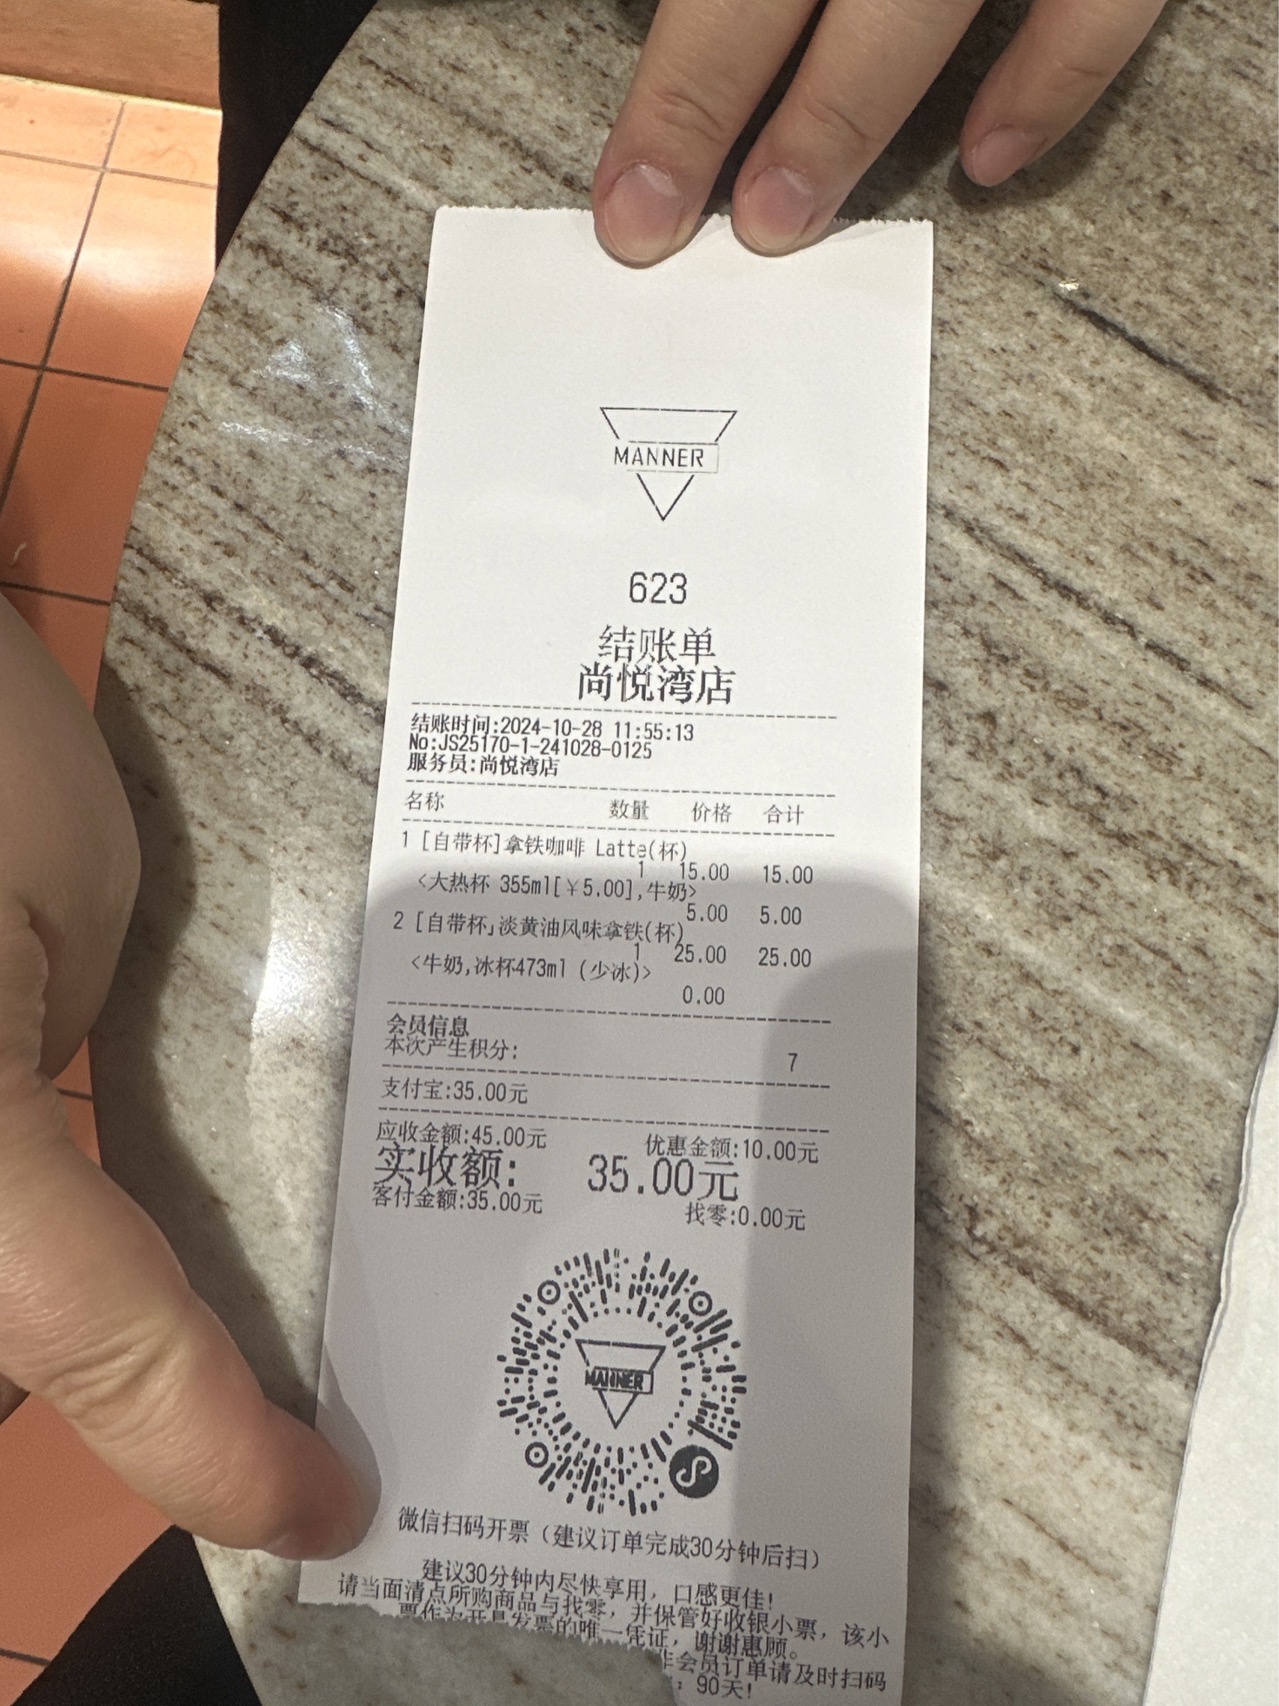 MANNER
623
结账单
尚悦湾店
结账时间:2024-10-28 11:55:13
No:JS25170-1-241028-0125
服务员:尚悦湾店
名称 数量 价格 合计
1 [自带杯]拿铁咖啡 Latte(杯)
1 15.00 15.00
<大热杯 355ml[￥5.00],牛奶>
5.00 5.00
2 [自带杯]淡黄油风味拿铁(杯)
1 25.00 25.00
<牛奶,冰杯473ml (少冰)>
0.00
会员信息
本次产生积分: 7
支付宝:35.00元
应收金额:45.00元 优惠金额:10.00元
实收额: 35.00元
客付金额:35.00元 找零:0.00元
MANNER
微信扫码开票（建议订单完成30分钟后扫）
建议30分钟内尽快享用，口感更佳!
请当面清点所购商品与找零，并保管好收银小票，该小
票作为开具发票的唯一凭证，谢谢惠顾。
非会员订单请及时扫码
90天!